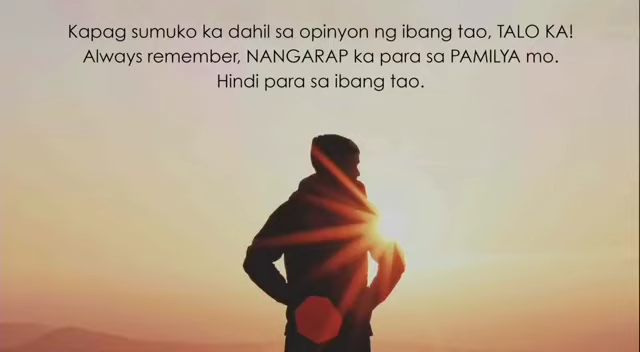 Kapag sumuko ka dahil sa opinyon ng ibang tao, TALO KA!
Always remember, NANGARAP ka para sa PAMILYA mo.
Hindi para sa ibang tao.